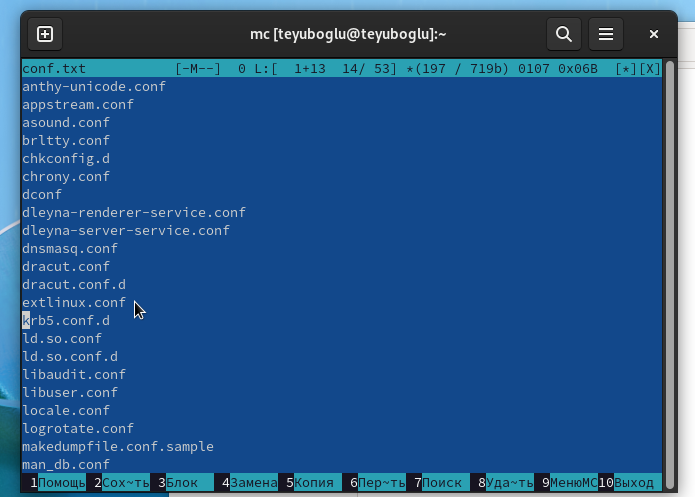 mc [teyuboglu@teyuboglu]:~
conf.txt [-M--] 0 L:[ 1+13 14/ 53] *(197 / 719b) 0107 0x06B [*][X]
anthy-unicode.conf
appstream.conf
asound.conf
brltty.conf
chkconfig.d
chrony.conf
dconf
dleyna-renderer-service.conf
dleyna-server-service.conf
dnsmasq.conf
dracut.conf
dracut.conf.d
extlinux.conf
krb5.conf.d
ld.so.conf
ld.so.conf.d
libaudit.conf
libuser.conf
locale.conf
logrotate.conf
makedumpfile.conf.sample
man_db.conf
1Помощь 2Сох~ть 3Блок 4Замена 5Копия 6Пер~ть 7Поиск 8Уда~ть 9МенюMC 10Выход